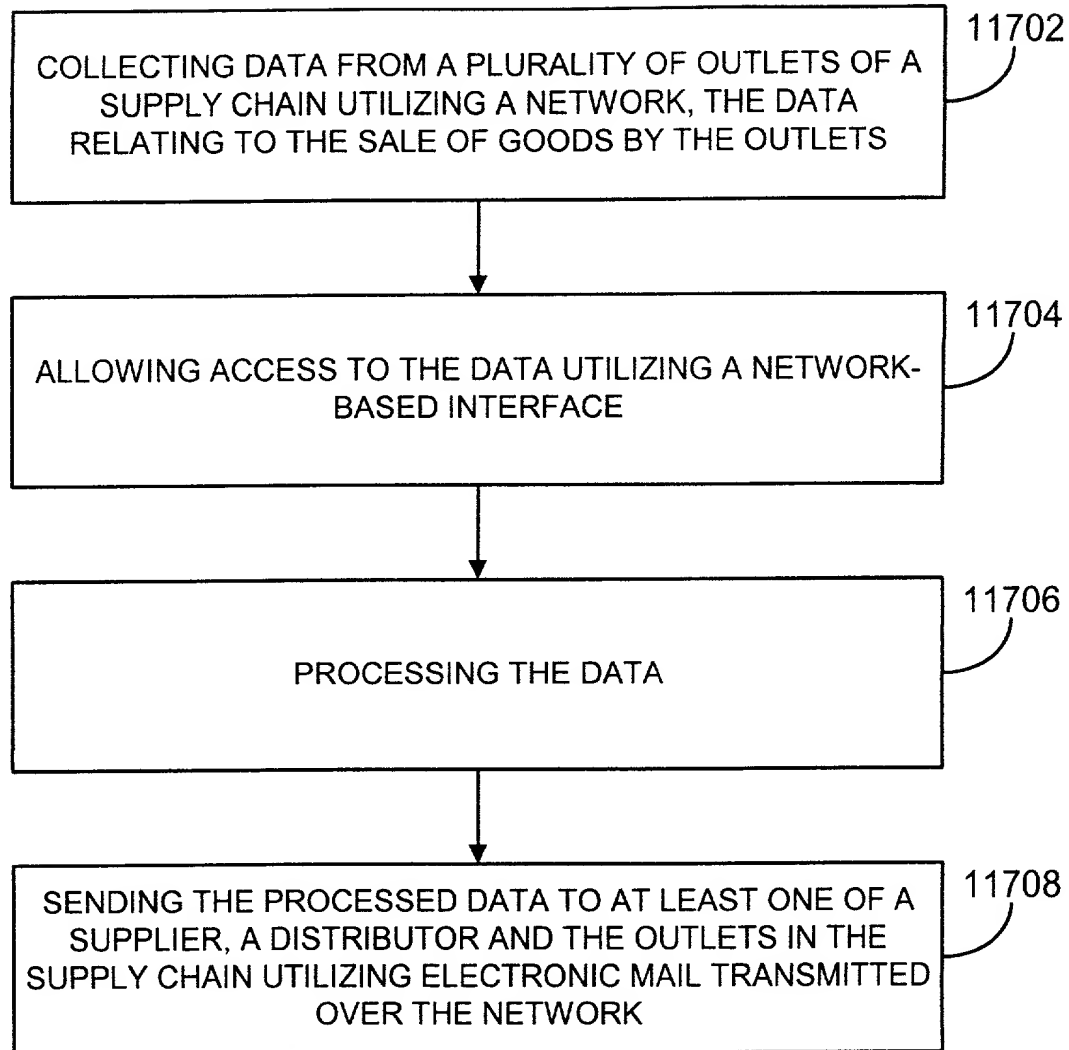 11702
COLLECTING DATA FROM A PLURALITY OF OUTLETS OF A
SUPPLY CHAIN UTILIZING A NETWORK, THE DATA
RELATING TO THE SALE OF GOODS BY THE OUTLETS
11704
ALLOWING ACCESS TO THE DATA UTILIZING A NETWORK-
BASED INTERFACE
11706
PROCESSING THE DATA
11708
SENDING THE PROCESSED DATA TO AT LEAST ONE OF A
SUPPLIER, A DISTRIBUTOR AND THE OUTLETS IN THE
SUPPLY CHAIN UTILIZING ELECTRONIC MAIL TRANSMITTED
OVER THE NETWORK